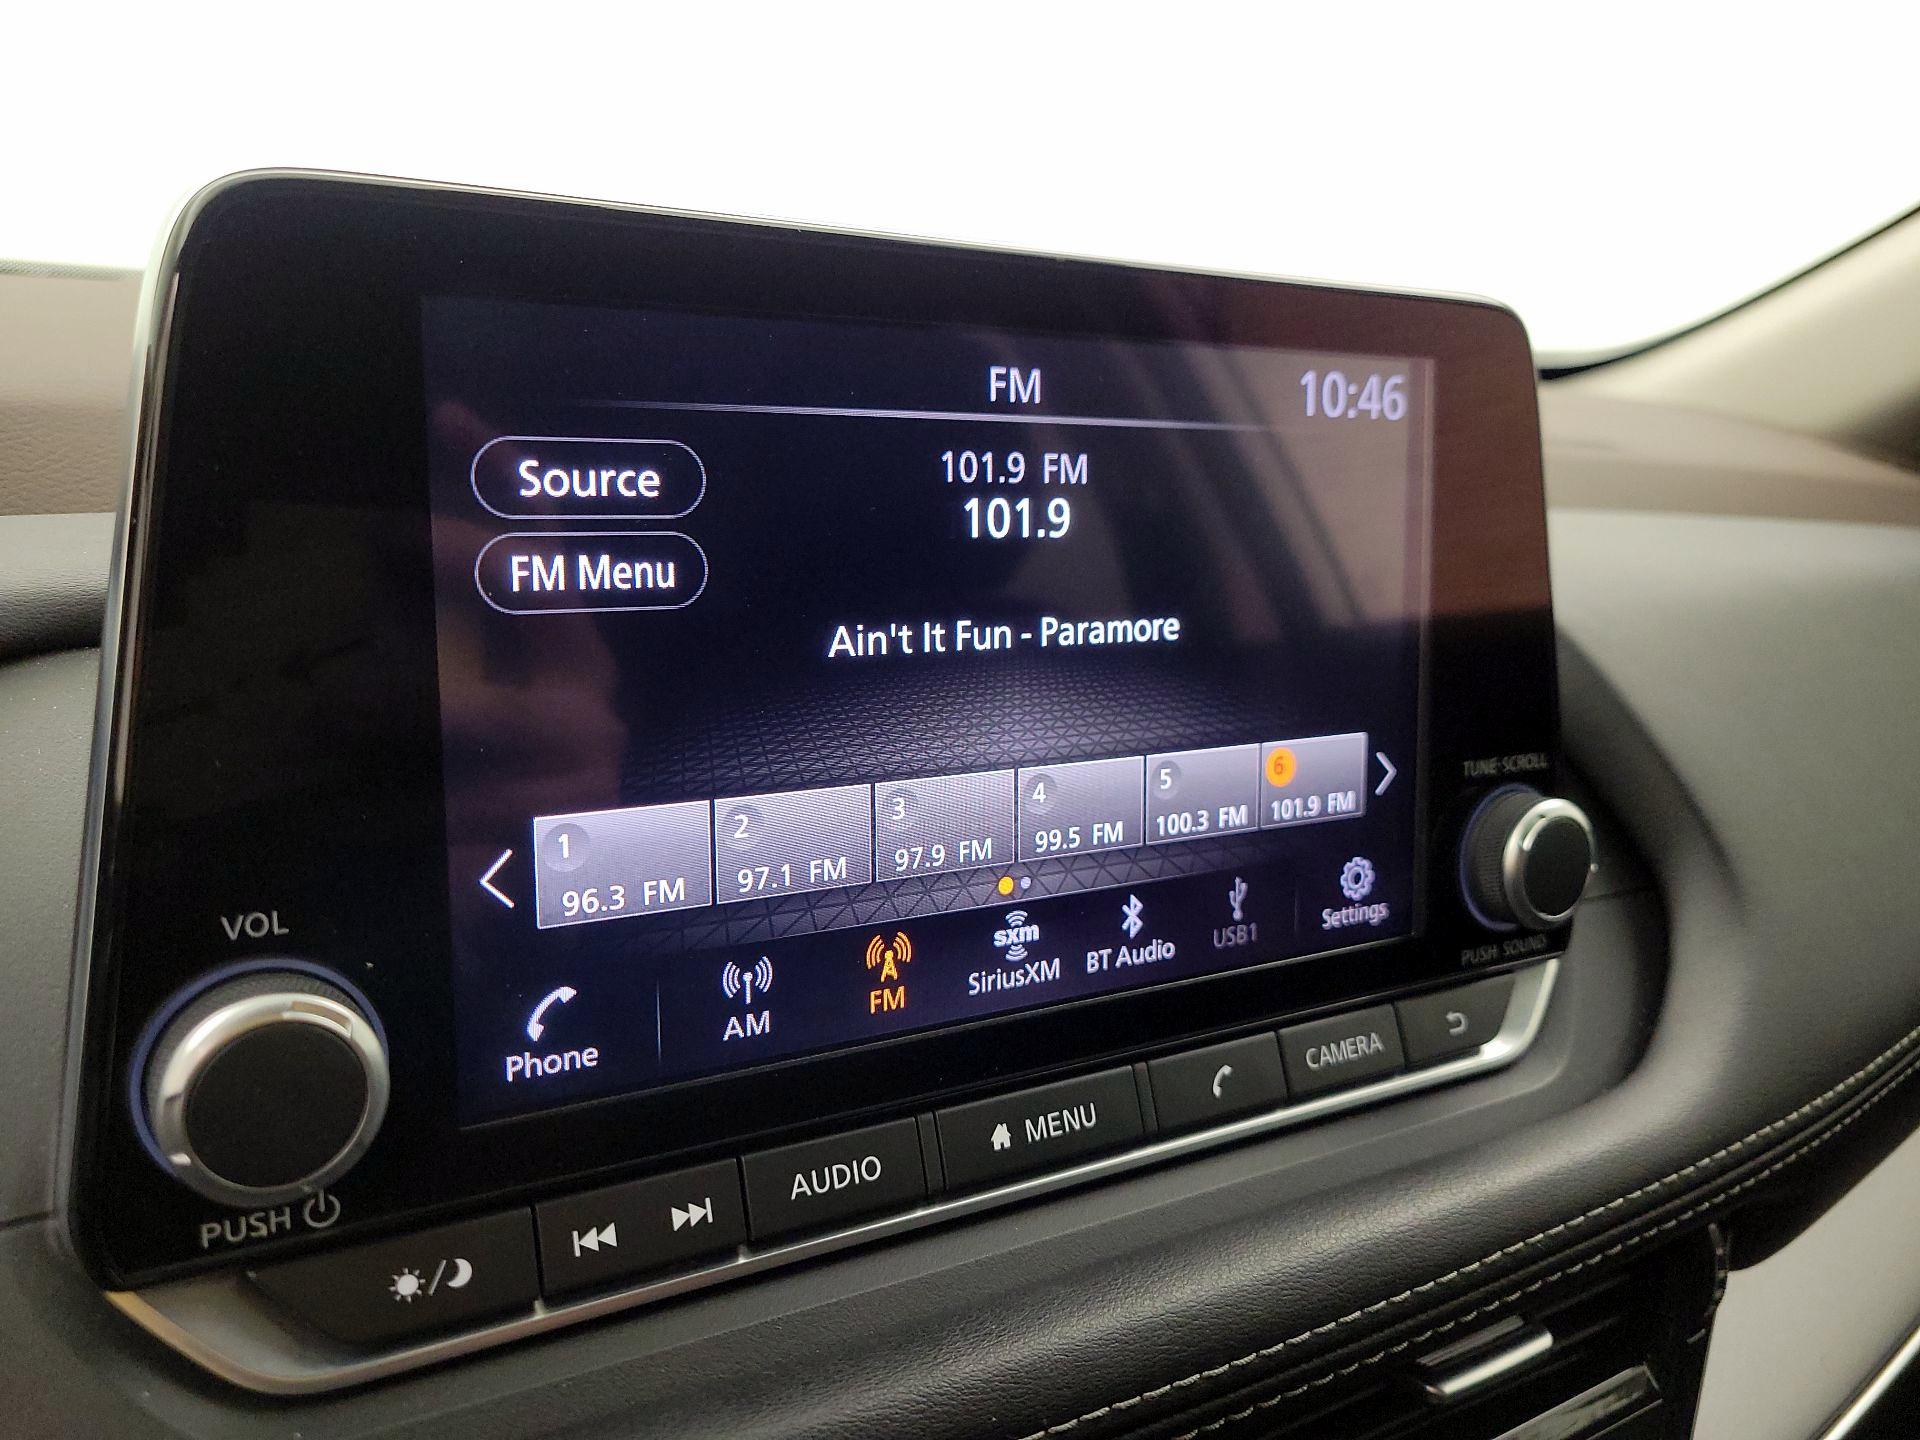 FM
10:46
Source
101.9 FM
101.9
FM Menu
Ain't It Fun - Paramore
1
96.3 FM
2
97.1 FM
3
97.9 FM
4
99.5 FM
5
100.3 FM
6
101.9 FM
Phone
AM
FM
sxm
SiriusXM
BT Audio
USB1
Settings
VOL
PUSH
TUNE·SCROLL
PUSH SOUND
AUDIO
MENU
CAMERA